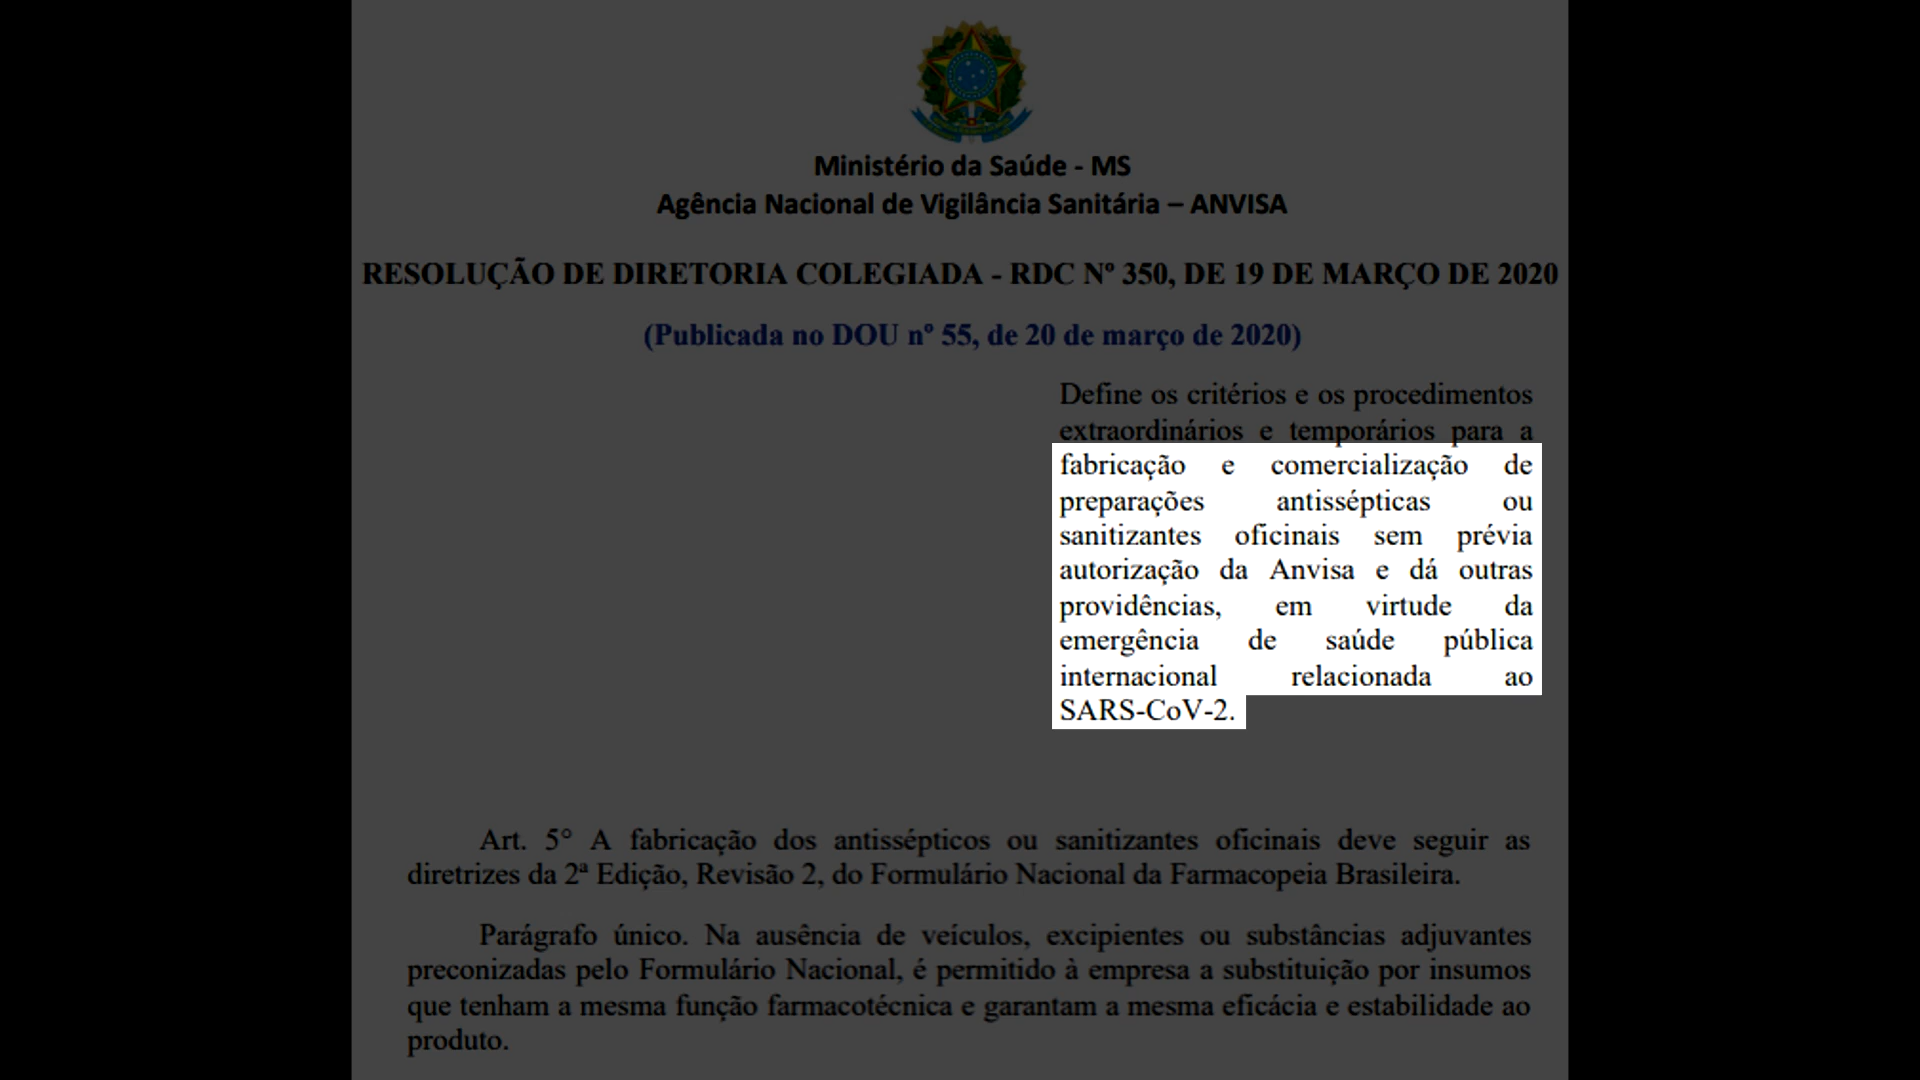 Ministério da Saúde - MS
Agência Nacional de Vigilância Sanitária – ANVISA
RESOLUÇÃO DE DIRETORIA COLEGIADA - RDC Nº 350, DE 19 DE MARÇO DE 2020
(Publicada no DOU nº 55, de 20 de março de 2020)
Define os critérios e os procedimentos
extraordinários e temporários para a
fabricação e comercialização de
preparações antissépticas ou
sanitizantes oficinais sem prévia
autorização da Anvisa e dá outras
providências, em virtude da
emergência de saúde pública
internacional relacionada ao
SARS-CoV-2.
Art. 5° A fabricação dos antissépticos ou sanitizantes oficinais deve seguir as
diretrizes da 2ª Edição, Revisão 2, do Formulário Nacional da Farmacopeia Brasileira.
Parágrafo único. Na ausência de veículos, excipientes ou substâncias adjuvantes
preconizadas pelo Formulário Nacional, é permitido à empresa a substituição por insumos
que tenham a mesma função farmacotécnica e garantam a mesma eficácia e estabilidade ao
produto.